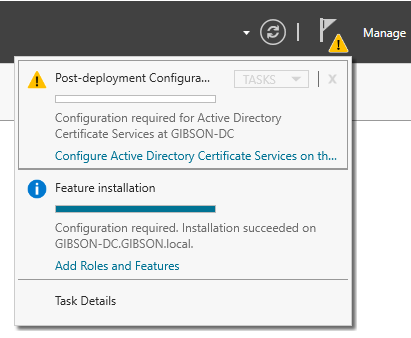 Manage
Post-deployment Configura...
TASKS
x
Configuration required for Active Directory
Certificate Services at GIBSON-DC
Configure Active Directory Certificate Services on th...
Feature installation
Configuration required. Installation succeeded on
GIBSON-DC.GIBSON.local.
Add Roles and Features
Task Details